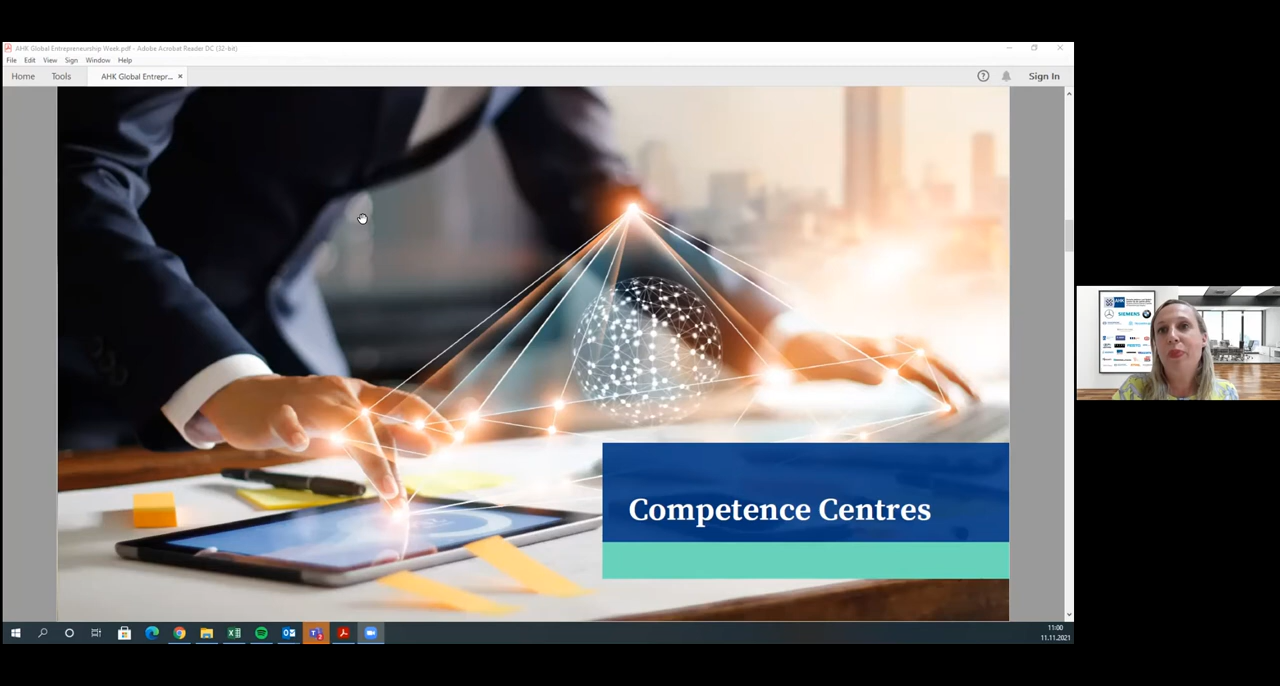 AHK Global Entrepreneurship Week.pdf - Adobe Acrobat Reader DC (32-bit)
File Edit View Sign Window Help
Home Tools AHK Global Entrepr... × Sign In
AHK
SIEMENS
Competence Centres
11:00
11.11.2021